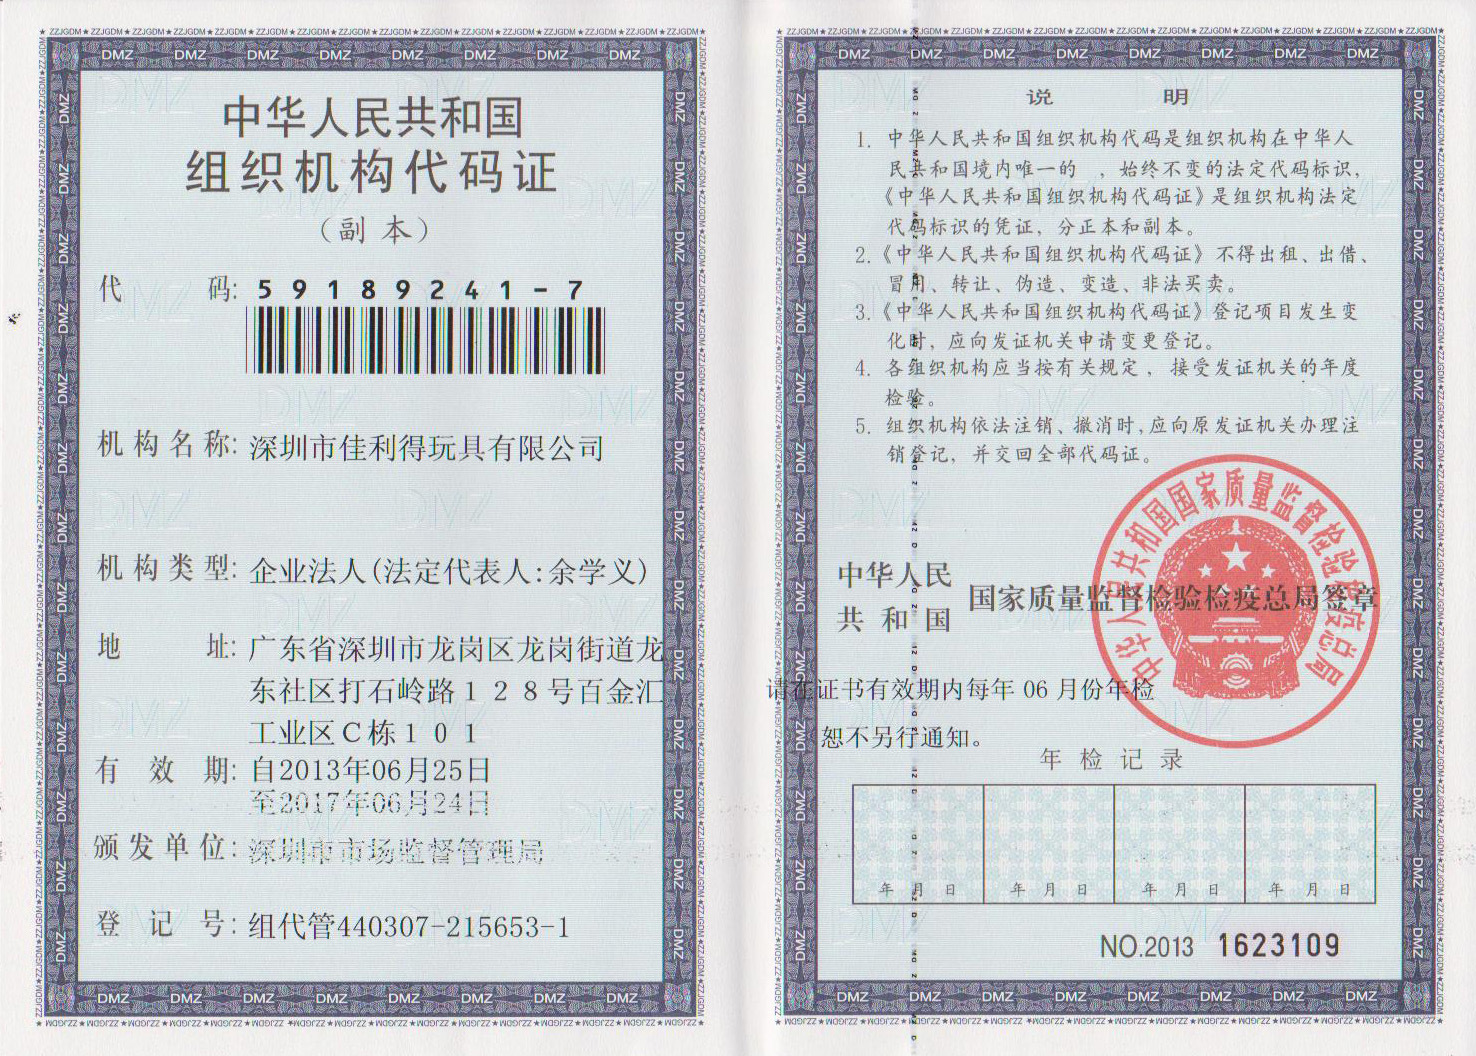 中华人民共和国
组织机构代码证
（副 本）
代 码: 59189241-7
机构名称: 深圳市佳利得玩具有限公司
机构类型: 企业法人(法定代表人:余学义)
地 址: 广东省深圳市龙岗区龙岗街道龙
东社区打石岭路１２８号百金汇
工业区Ｃ栋１０１
有 效 期: 自2013年06月25日
至2017年06月24日
颁发单位: 深圳市市场监督管理局
登 记 号: 组代管440307-215653-1
说 明
1. 中华人民共和国组织机构代码是组织机构在中华人
民共和国境内唯一的 ，始终不变的法定代码标识，
《中华人民共和国组织机构代码证》是组织机构法定
代码标识的凭证，分正本和副本。
2.《中华人民共和国组织机构代码证》不得出租、出借、
冒用、转让、伪造、变造、非法买卖。
3.《中华人民共和国组织机构代码证》登记项目发生变
化时，应向发证机关申请变更登记。
4. 各组织机构应当按有关规定，接受发证机关的年度
检验。
5. 组织机构依法注销、撤消时，应向原发证机关办理注
销登记，并交回全部代码证。
中华人民共和国国家质量监督检验检疫总局
中华人民
共和国 国家质量监督检验检疫总局签章
请在证书有效期内每年 06 月份年检
恕不另行通知。
年 检 记 录
年 月 日 年 月 日 年 月 日 年 月 日
NO.2013 1623109